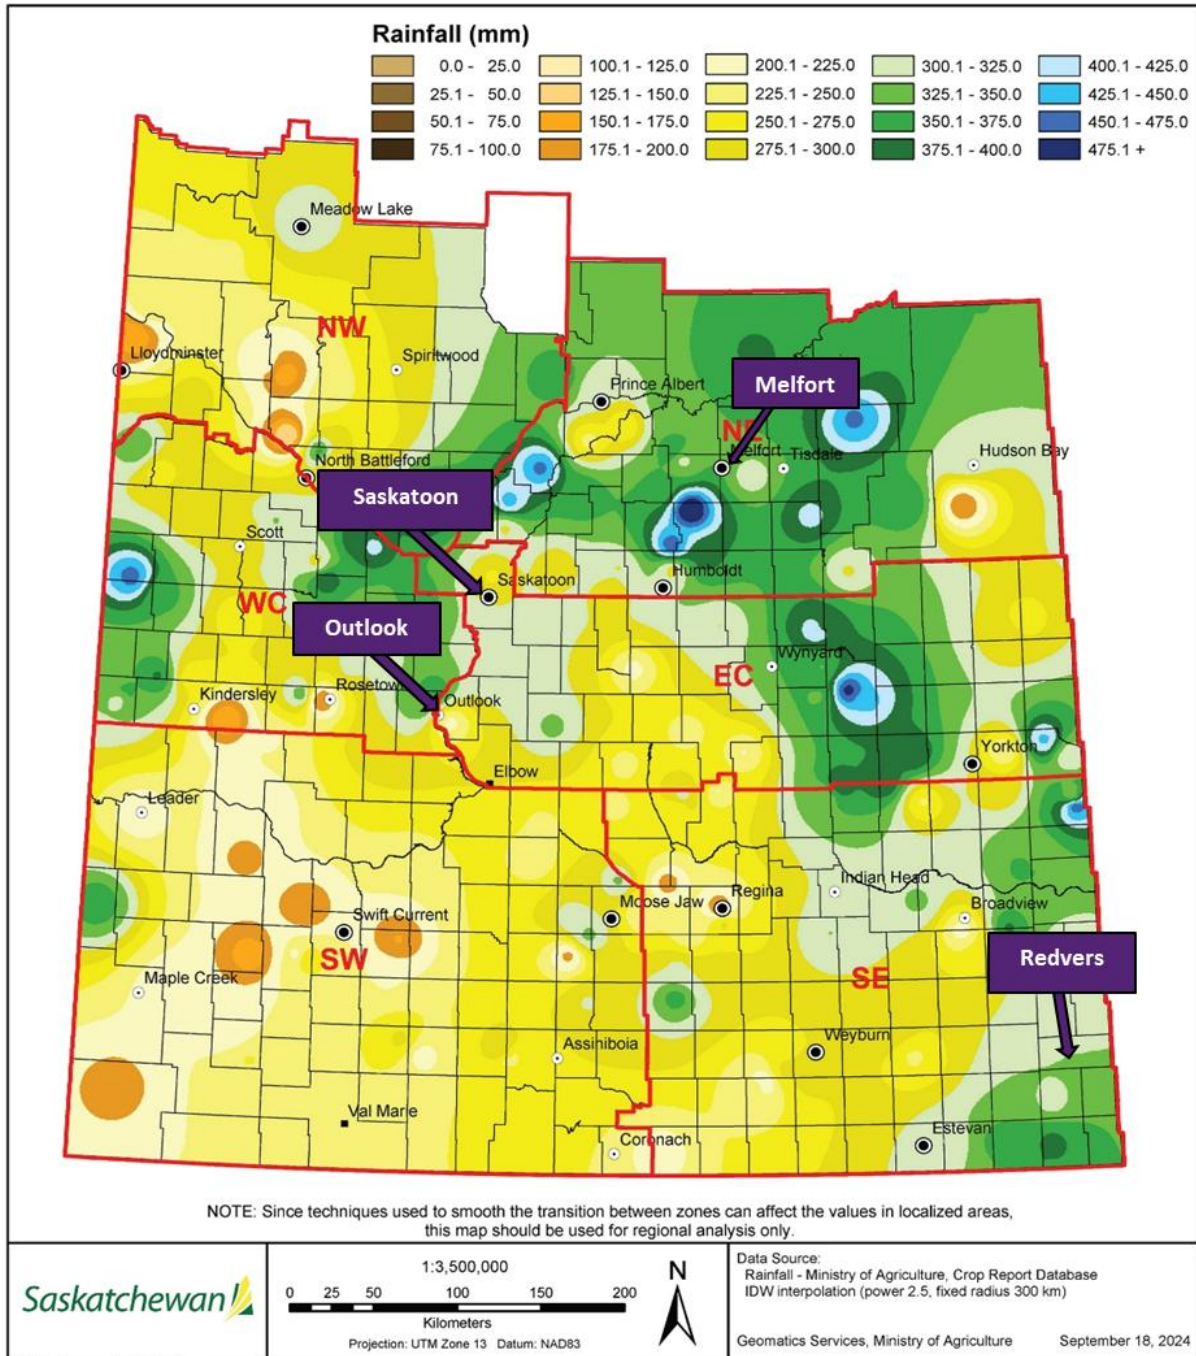 Rainfall (mm)
0.0 - 25.0
25.1 - 50.0
50.1 - 75.0
75.1 - 100.0
100.1 - 125.0
125.1 - 150.0
150.1 - 175.0
175.1 - 200.0
200.1 - 225.0
225.1 - 250.0
250.1 - 275.0
275.1 - 300.0
300.1 - 325.0
325.1 - 350.0
350.1 - 375.0
375.1 - 400.0
400.1 - 425.0
425.1 - 450.0
450.1 - 475.0
475.1 +
Meadow Lake
NW
Lloydminster
Spiritwood
Prince Albert
Melfort
NE
Melfort
Tisdale
Hudson Bay
North Battleford
Saskatoon
Scott
Saskatoon
Humboldt
WC
Outlook
Wynyard
EC
Kindersley
Rosetown
Outlook
Yorkton
Elbow
Leader
Indian Head
Regina
Moose Jaw
Broadview
Swift Current
SW
Redvers
SE
Maple Creek
Weyburn
Assiniboia
Val Marie
Estevan
Coronach
NOTE: Since techniques used to smooth the transition between zones can affect the values in localized areas,
this map should be used for regional analysis only.
Saskatchewan
1:3,500,000
0 25 50 100 150 200
Kilometers
Projection: UTM Zone 13 Datum: NAD83
N
Data Source:
Rainfall - Ministry of Agriculture, Crop Report Database
IDW interpolation (power 2.5, fixed radius 300 km)
Geomatics Services, Ministry of Agriculture September 18, 2024